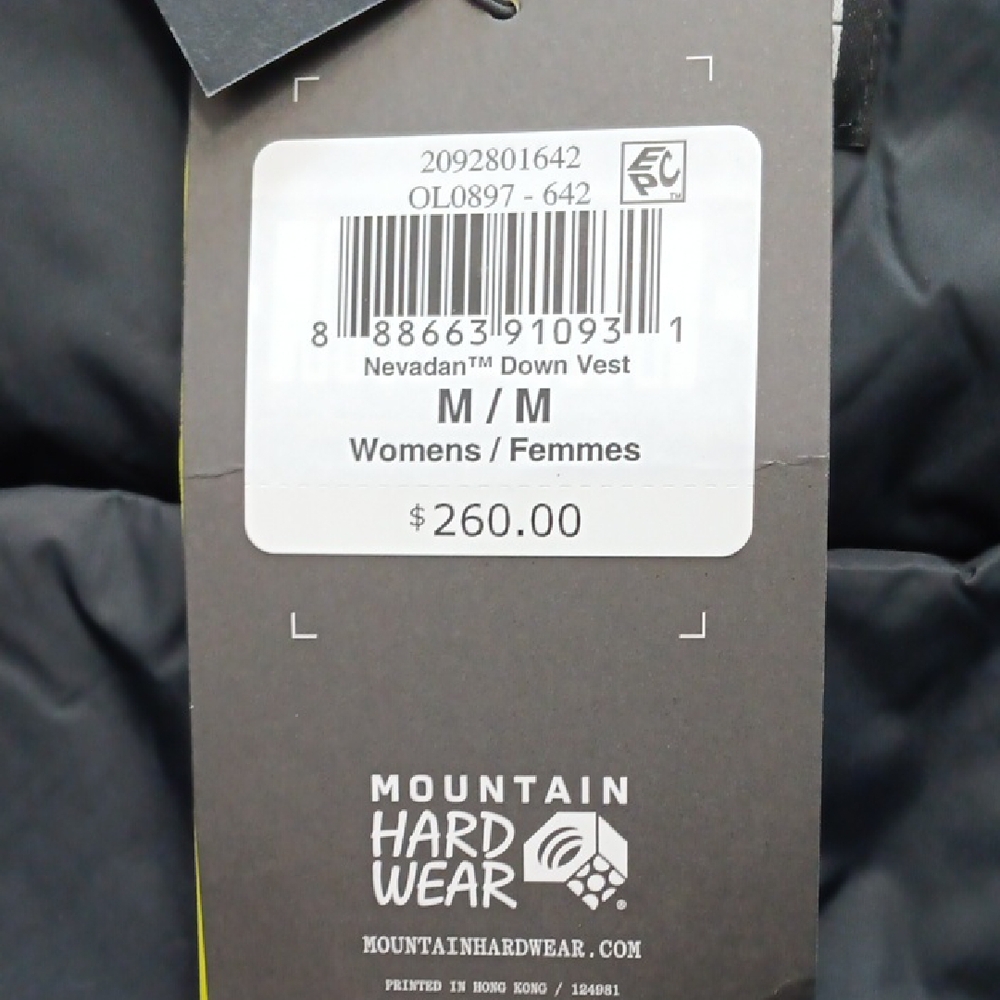 2092801642
OL0897 - 642
EPC™
8 88663 91093 1
Nevadan™ Down Vest
M / M
Womens / Femmes
$260.00
MOUNTAIN
HARD
WEAR®
MOUNTAINHARDWEAR.COM
PRINTED IN HONG KONG / 124981